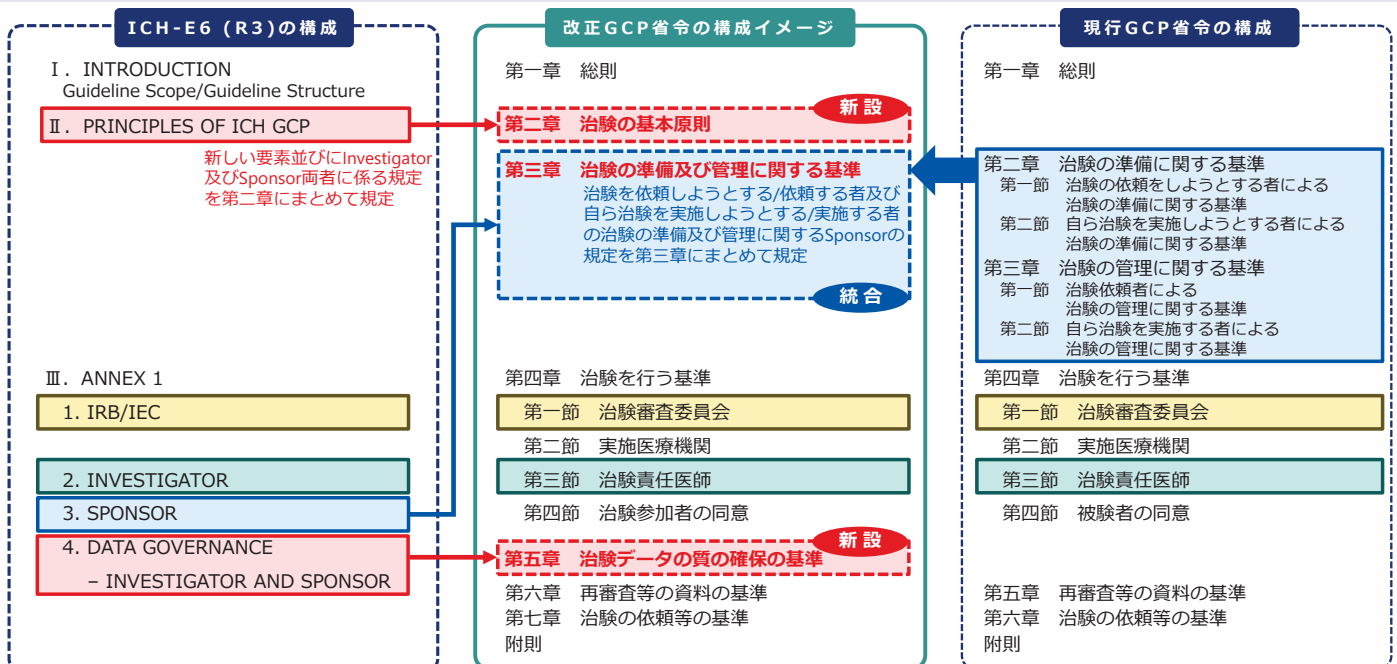 ICH-E6 (R3)の構成
Ⅰ. INTRODUCTION
Guideline Scope/Guideline Structure
Ⅱ. PRINCIPLES OF ICH GCP
新しい要素並びにInvestigator
及びSponsor両者に係る規定
を第二章にまとめて規定
Ⅲ. ANNEX 1
1. IRB/IEC
2. INVESTIGATOR
3. SPONSOR
4. DATA GOVERNANCE
– INVESTIGATOR AND SPONSOR
改正GCP省令の構成イメージ
第一章 総則
新設
第二章 治験の基本原則
第三章 治験の準備及び管理に関する基準
治験を依頼しようとする/依頼する者及び
自ら治験を実施しようとする/実施する者
の治験の準備及び管理に関するSponsorの
規定を第三章にまとめて規定
統合
第四章 治験を行う基準
第一節 治験審査委員会
第二節 実施医療機関
第三節 治験責任医師
第四節 治験参加者の同意
新設
第五章 治験データの質の確保の基準
第六章 再審査等の資料の基準
第七章 治験の依頼等の基準
附則
現行GCP省令の構成
第一章 総則
第二章 治験の準備に関する基準
第一節 治験の依頼をしようとする者による
治験の準備に関する基準
第二節 自ら治験を実施しようとする者による
治験の準備に関する基準
第三章 治験の管理に関する基準
第一節 治験依頼者による
治験の管理に関する基準
第二節 自ら治験を実施する者による
治験の管理に関する基準
第四章 治験を行う基準
第一節 治験審査委員会
第二節 実施医療機関
第三節 治験責任医師
第四節 被験者の同意
第五章 再審査等の資料の基準
第六章 治験の依頼等の基準
附則